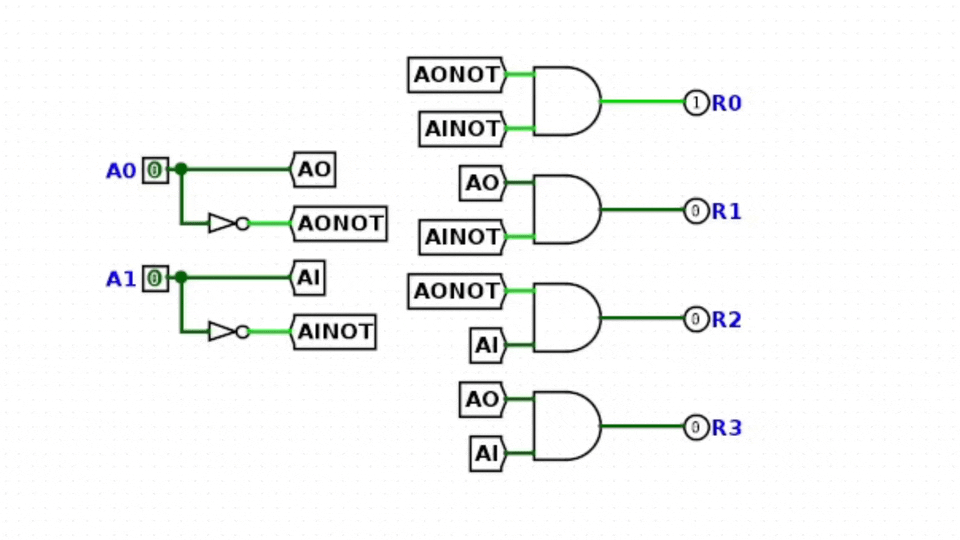 AONOT
AINOT
1 R0
A0 0 AO
AO
AONOT
AINOT
0 R1
A1 0 AI
AINOT
AONOT
AI
0 R2
AO
AI
0 R3